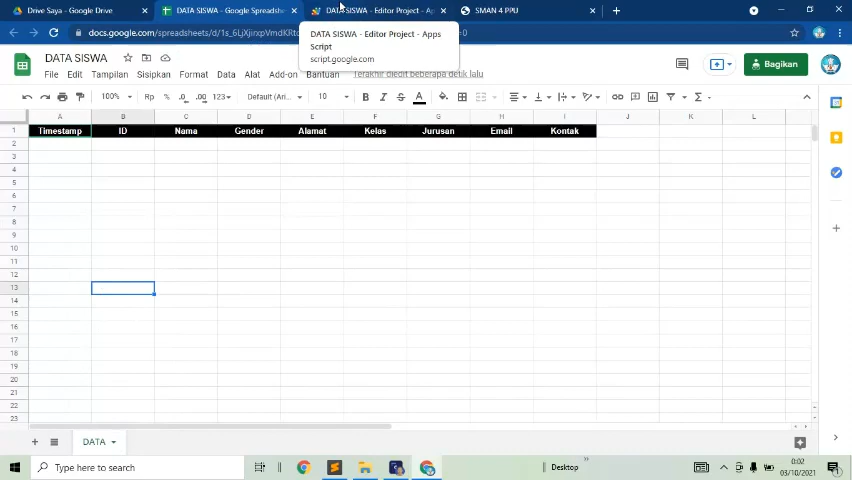 Drive Saya - Google Drive
DATA SISWA - Google Spreadshe
DATA SISWA - Editor Project - Ap
SMAN 4 PPU
docs.google.com/spreadsheets/d/1s_6LjXjirxpVmdKRto
=0
DATA SISWA - Editor Project - Apps
Script
script.google.com
DATA SISWA
File Edit Tampilan Sisipkan Format Data Alat Add-on Bantuan Terakhir diedit beberapa detik lalu
Bagikan
100% Rp % .0 .00 123 Default (Ari... 10 B I S A
A B C D E F G H I J K L
1 Timestamp ID Nama Gender Alamat Kelas Jurusan Email Kontak
2
3
4
5
6
7
8
9
10
11
12
13
14
15
16
17
18
19
20
21
22
23
DATA
Type here to search
Desktop
0:02
03/10/2021